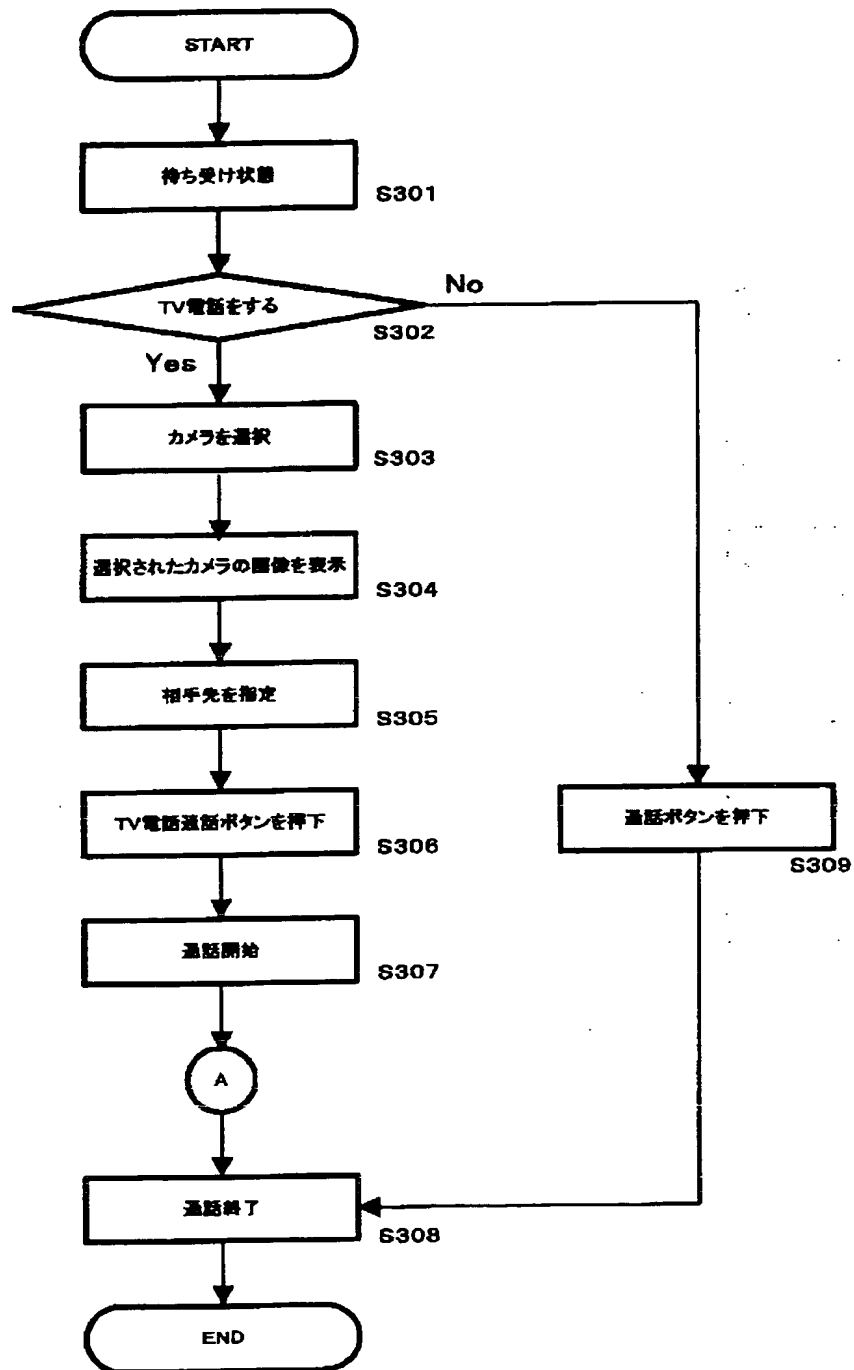 START
待ち受け状態
S301
TV電話をする
No
S302
Yes
カメラを選択
S303
選択されたカメラの画像を表示
S304
相手先を指定
S305
TV電話通話ボタンを押下
S306
通話ボタンを押下
S309
通話開始
S307
A
通話終了
S308
END